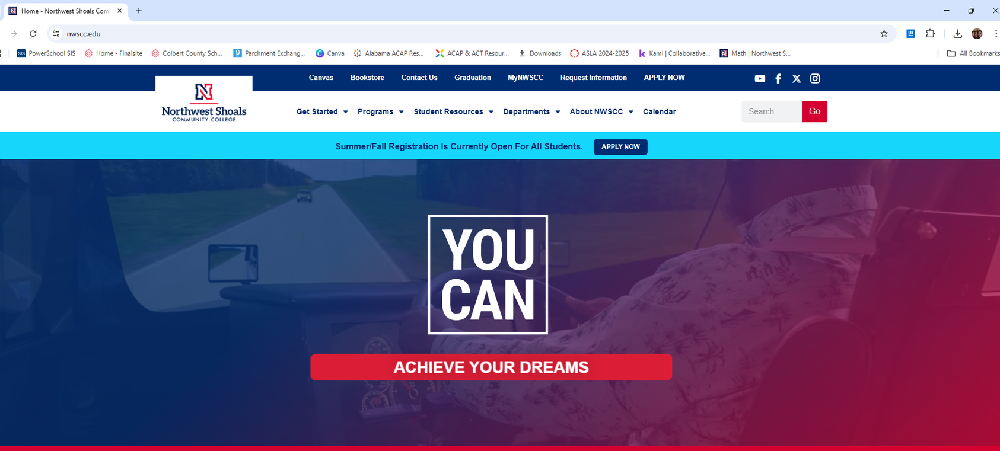 Home - Northwest Shoals Com
nwscc.edu
SIS PowerSchool SIS Home - Finalsite Colbert County Sch... Parchment Exchang... Canva Alabama ACAP Res... ACAP & ACT Resour... Downloads ASLA 2024-2025 Kami | Collaborative... Math | Northwest S... All Bookmarks
Canvas Bookstore Contact Us Graduation MyNWSCC Request Information APPLY NOW
N
Northwest Shoals
COMMUNITY COLLEGE
Get Started Programs Student Resources Departments About NWSCC Calendar Search Go
Summer/Fall Registration Is Currently Open For All Students. APPLY NOW
YOU
CAN
ACHIEVE YOUR DREAMS